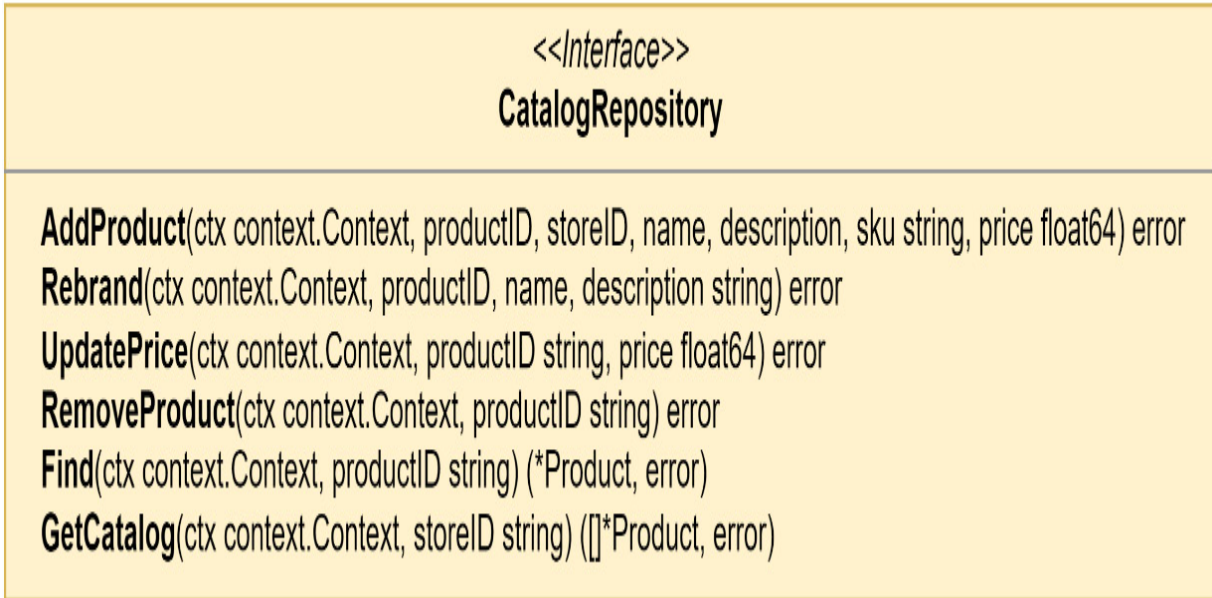 <<Interface>>
CatalogRepository
AddProduct(ctx context.Context, productID, storeID, name, description, sku string, price float64) error
Rebrand(ctx context.Context, productID, name, description string) error
UpdatePrice(ctx context.Context, productID string, price float64) error
RemoveProduct(ctx context.Context, productID string) error
Find(ctx context.Context, productID string) (*Product, error)
GetCatalog(ctx context.Context, storeID string) ([]*Product, error)